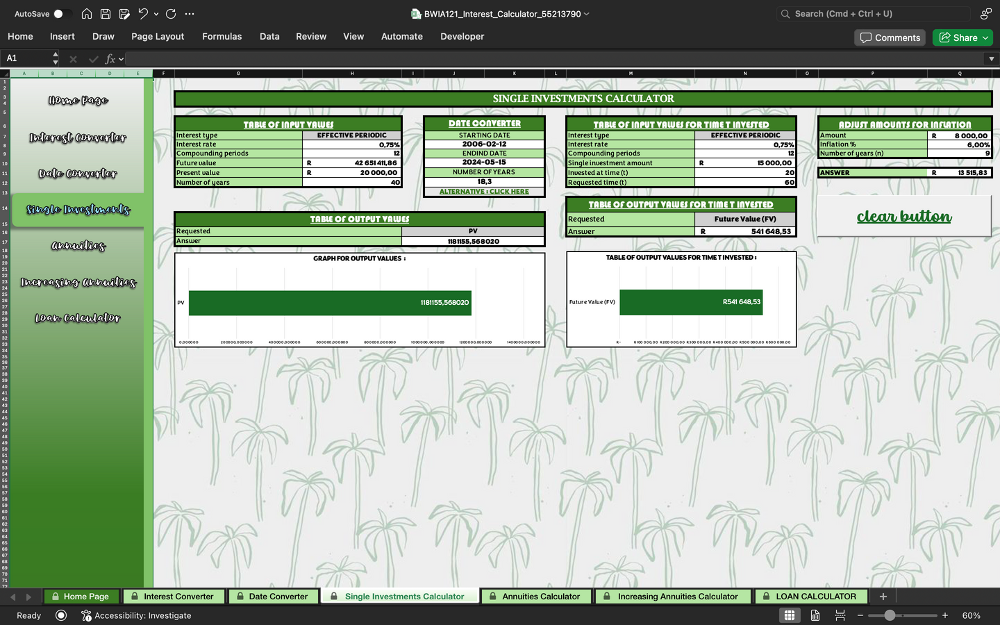 AutoSave
BWIA121_Interest_Calculator_55213790
Search (Cmd + Ctrl + U)
Home Insert Draw Page Layout Formulas Data Review View Automate Developer
Comments Share
A1 fx
A B C D E F G H I J K L M N O P Q
Home Page
Interest Converter
Date Converter
Single Investments
Annuities
Increasing Annuities
Loan Calculator
SINGLE INVESTMENTS CALCULATOR
TABLE OF INPUT VALUES
Interest type EFFECTIVE PERIODIC
Interest rate 0,75%
Compounding periods 12
Future value R 42 651 411,86
Present value R 20 000,00
Number of years 40
DATE CONVERTER
STARTING DATE
2006-02-12
ENDIND DATE
2024-05-15
NUMBER OF YEARS
18,3
ALTERNATIVE : CLICK HERE
TABLE OF INPUT VALUES FOR TIME T INVESTED
Interest type EFFECTIVE PERIODIC
Interest rate 0,75%
Compounding periods 12
Single investment amount R 15 000,00
Invested at time (t) 20
Requested time (t) 60
ADJUST AMOUNTS FOR INFLATION
Amount R 8 000,00
Inflation % 6,00%
Number of years (n) 9
ANSWER R 13 515,83
clear button
TABLE OF OUTPUT VALUES
Requested PV
Answer 1181155,568020
TABLE OF OUTPUT VALUES FOR TIME T INVESTED
Requested Future Value (FV)
Answer R 541 648,53
GRAPH FOR OUTPUT VALUES :
PV 1181155,568020
0,000000 200000,000000 400000,000000 600000,000000 800000,000000 1000000,000000 1200000,000000 1400000,000000
TABLE OF OUTPUT VALUES FOR TIME T INVESTED :
Future Value (FV) R541 648,53
R- R100 000,00 R200 000,00 R300 000,00 R400 000,00 R500 000,00 R600 000,00
Home Page Interest Converter Date Converter Single Investments Calculator Annuities Calculator Increasing Annuities Calculator LOAN CALCULATOR
Ready Accessibility: Investigate 60%